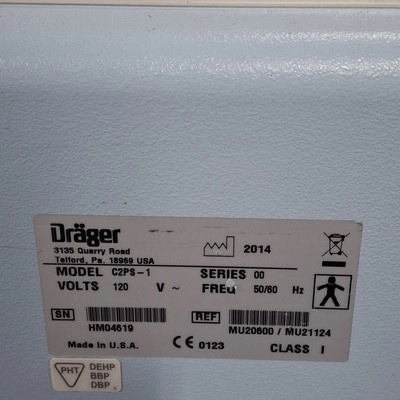 Dräger
3135 Quarry Road
Telford, Pa. 18969 USA
2014
MODEL C2PS-1 SERIES 00
VOLTS 120 V ~ FREQ 50/60 Hz
SN REF
HM04619 MU20600 / MU21124
Made in U.S.A. CE 0123 CLASS I
PHT DEHP
BBP
DBP